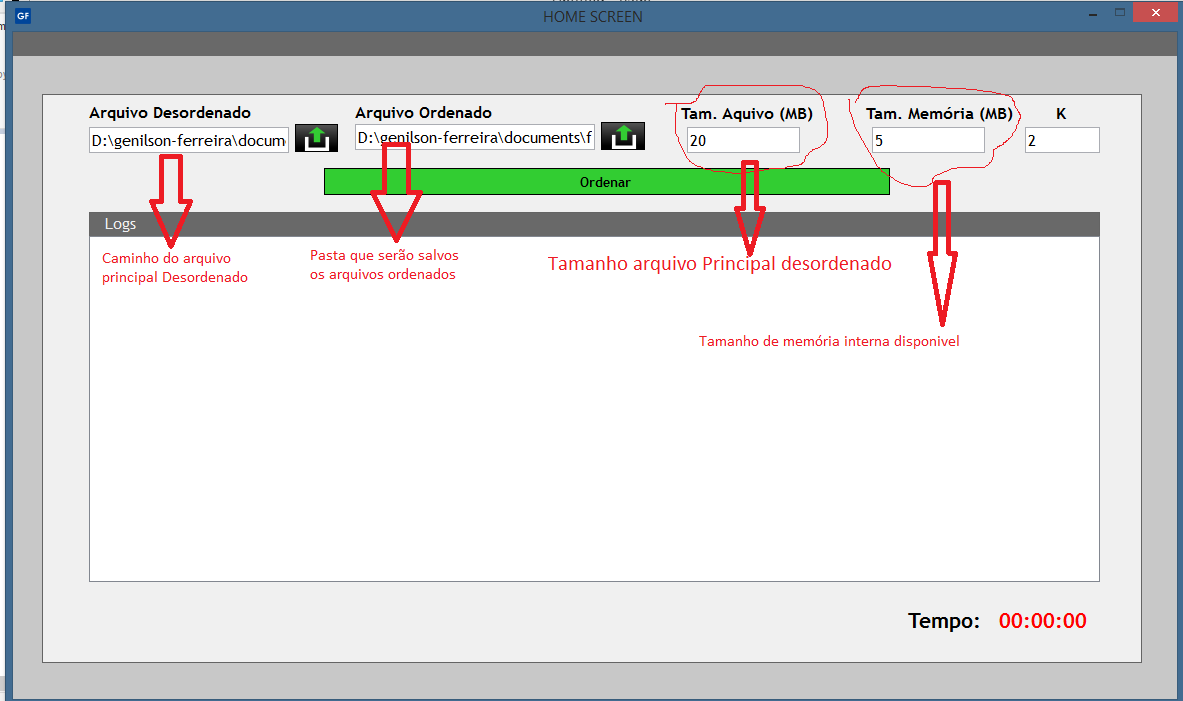 GF
HOME SCREEN
Arquivo Desordenado
Arquivo Ordenado
Tam. Aquivo (MB)
Tam. Memória (MB)
K
D:\genilson-ferreira\docum
D:\genilson-ferreira\documents\f
20
5
2
Ordenar
Logs
Caminho do arquivo
principal Desordenado
Pasta que serão salvos
os arquivos ordenados
Tamanho arquivo Principal desordenado
Tamanho de memória interna disponivel
Tempo: 00:00:00